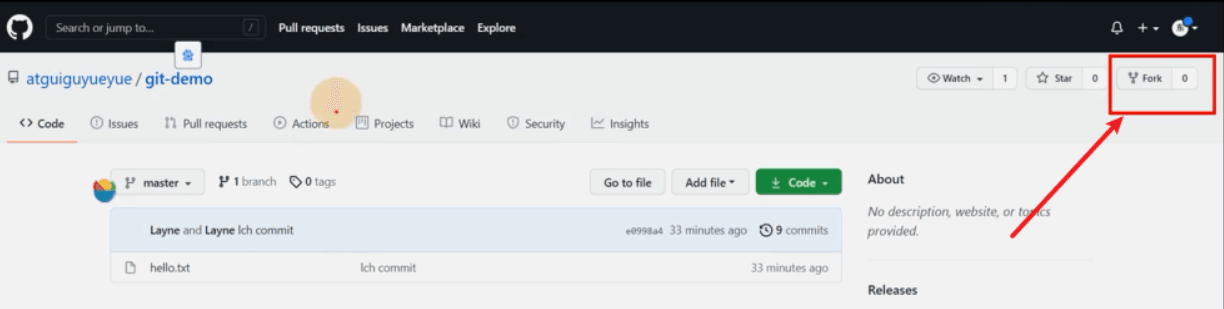 Search or jump to... / Pull requests Issues Marketplace Explore
atguiguyueyue / git-demo Watch 1 Star 0 Fork 0
Code Issues Pull requests Actions Projects Wiki Security Insights
master 1 branch 0 tags Go to file Add file Code About
No description, website, or topics
provided.
Layne and Layne lch commit e0998a4 33 minutes ago 9 commits
hello.txt lch commit 33 minutes ago
Releases